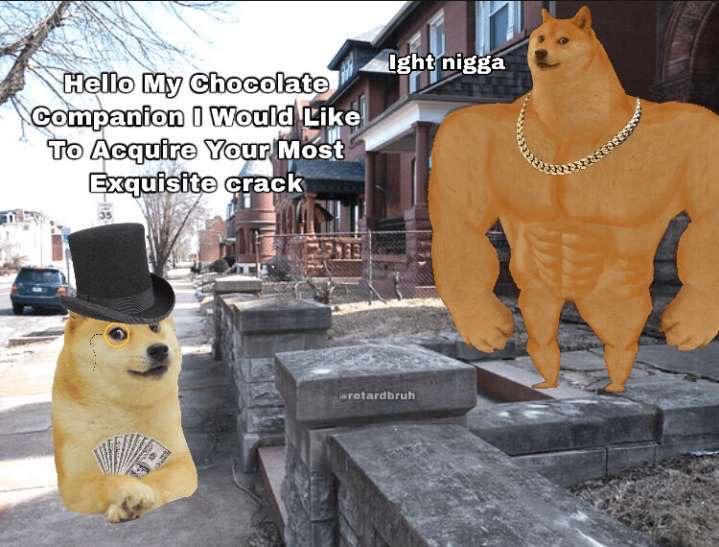 Hello My Chocolate
Companion I Would Like
To Acquire Your Most
Exquisite crack
Ight nigga
35
@retardbruh